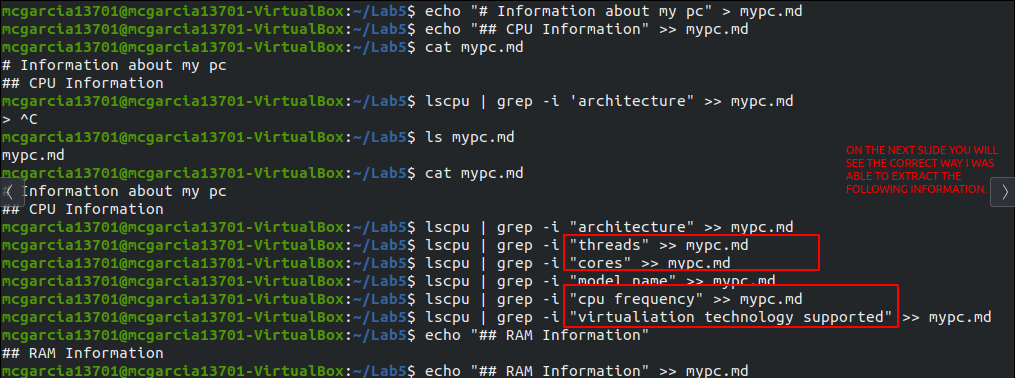 mcgarcia13701@mcgarcia13701-VirtualBox:~/Lab5$ echo "# Information about my pc" > mypc.md
mcgarcia13701@mcgarcia13701-VirtualBox:~/Lab5$ echo "## CPU Information" >> mypc.md
mcgarcia13701@mcgarcia13701-VirtualBox:~/Lab5$ cat mypc.md
# Information about my pc
## CPU Information
mcgarcia13701@mcgarcia13701-VirtualBox:~/Lab5$ lscpu | grep -i 'architecture" >> mypc.md
> ^C
mcgarcia13701@mcgarcia13701-VirtualBox:~/Lab5$ ls mypc.md
mypc.md
mcgarcia13701@mcgarcia13701-VirtualBox:~/Lab5$ cat mypc.md
# Information about my pc
## CPU Information
mcgarcia13701@mcgarcia13701-VirtualBox:~/Lab5$ lscpu | grep -i "architecture" >> mypc.md
mcgarcia13701@mcgarcia13701-VirtualBox:~/Lab5$ lscpu | grep -i "threads" >> mypc.md
mcgarcia13701@mcgarcia13701-VirtualBox:~/Lab5$ lscpu | grep -i "cores" >> mypc.md
mcgarcia13701@mcgarcia13701-VirtualBox:~/Lab5$ lscpu | grep -i "model name" >> mypc.md
mcgarcia13701@mcgarcia13701-VirtualBox:~/Lab5$ lscpu | grep -i "cpu frequency" >> mypc.md
mcgarcia13701@mcgarcia13701-VirtualBox:~/Lab5$ lscpu | grep -i "virtualiation technology supported" >> mypc.md
mcgarcia13701@mcgarcia13701-VirtualBox:~/Lab5$ echo "## RAM Information"
## RAM Information
mcgarcia13701@mcgarcia13701-VirtualBox:~/Lab5$ echo "## RAM Information" >> mypc.md
ON THE NEXT SLIDE YOU WILL
SEE THE CORRECT WAY I WAS
ABLE TO EXTRACT THE
FOLLOWING INFORMATION.